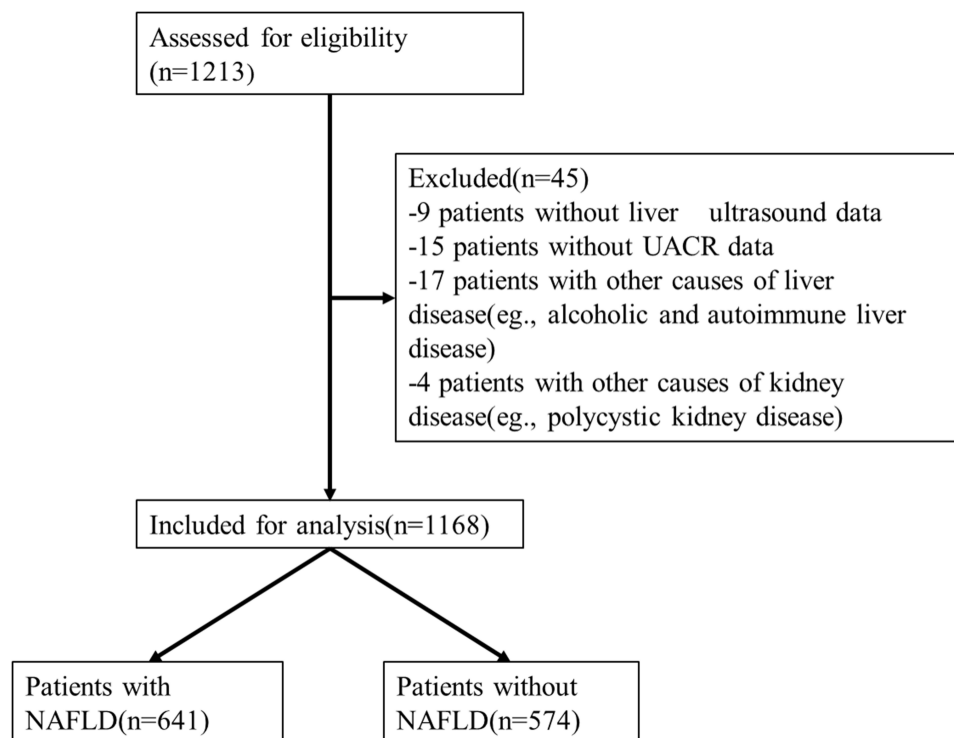 Assessed for eligibility
(n=1213)
Excluded(n=45)
-9 patients without liver ultrasound data
-15 patients without UACR data
-17 patients with other causes of liver
disease(eg., alcoholic and autoimmune liver
disease)
-4 patients with other causes of kidney
disease(eg., polycystic kidney disease)
Included for analysis(n=1168)
Patients with
NAFLD(n=641)
Patients without
NAFLD(n=574)